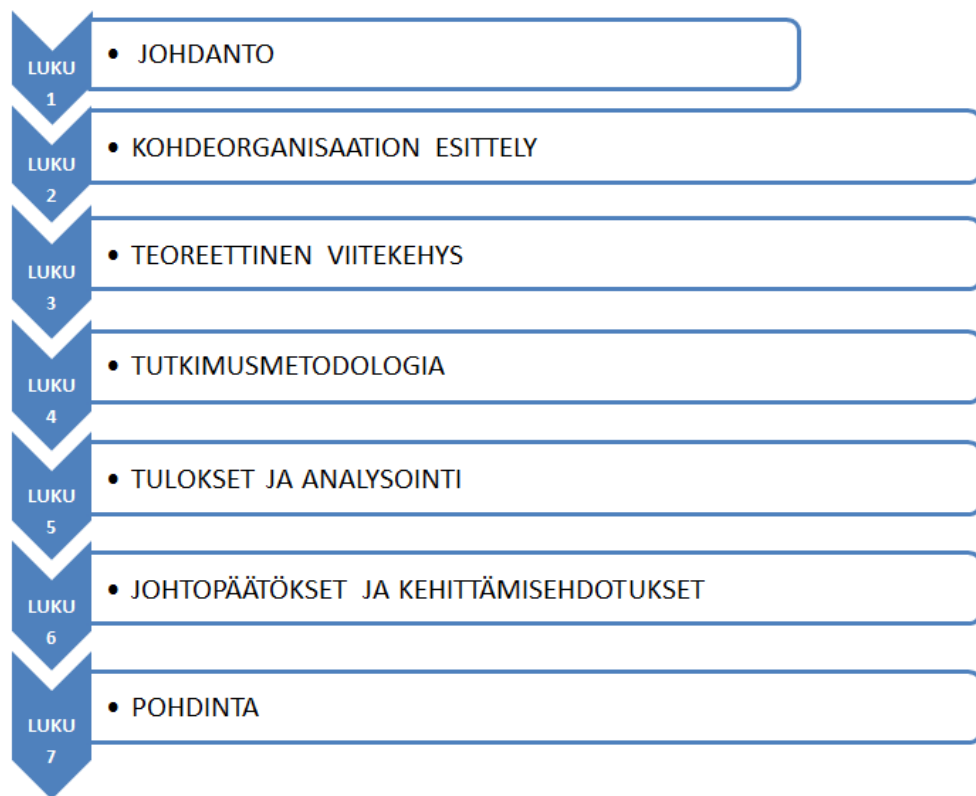 LUKU
1
• JOHDANTO
LUKU
2
• KOHDEORGANISAATION ESITTELY
LUKU
3
• TEOREETTINEN VIITEKEHYS
LUKU
4
• TUTKIMUSMETODOLOGIA
LUKU
5
• TULOKSET JA ANALYSOINTI
LUKU
6
• JOHTOPÄÄTÖKSET JA KEHITTÄMISEHDOTUKSET
LUKU
7
• POHDINTA